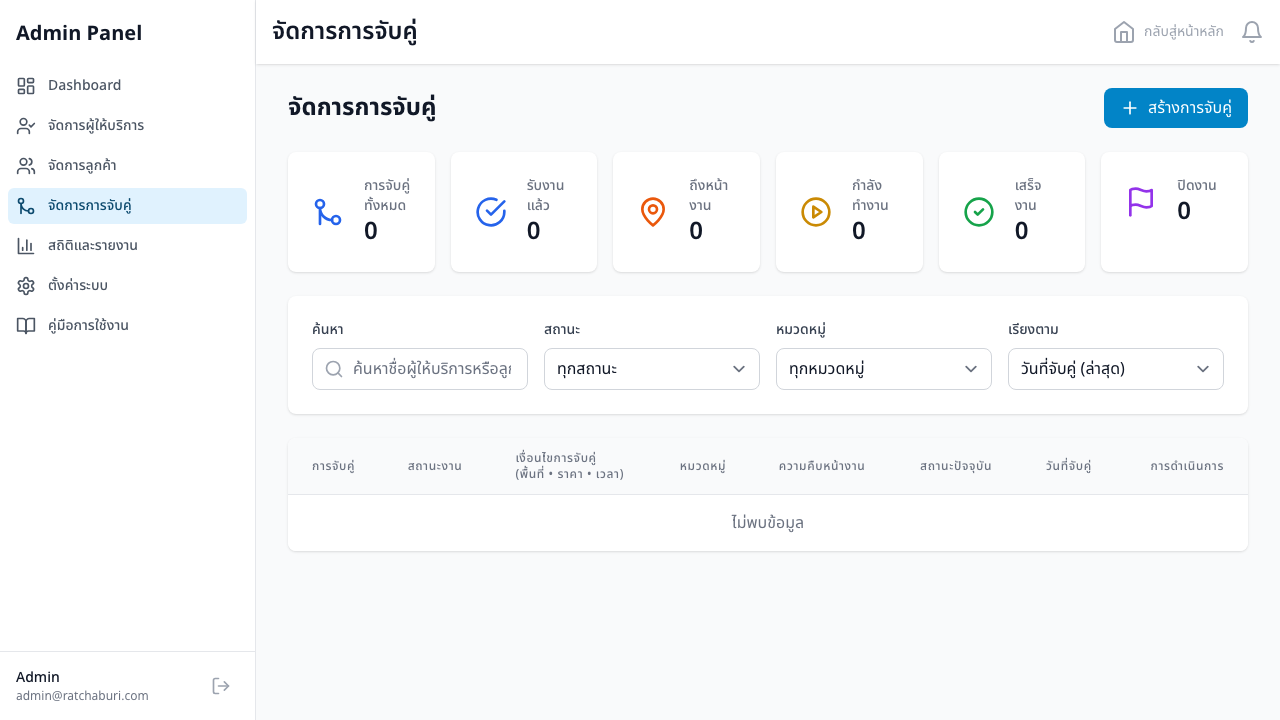 Admin Panel
Dashboard
จัดการผู้ให้บริการ
จัดการลูกค้า
จัดการการจับคู่
สถิติและรายงาน
ตั้งค่าระบบ
คู่มือการใช้งาน
Admin
admin@ratchaburi.com
จัดการการจับคู่
กลับสู่หน้าหลัก
จัดการการจับคู่
สร้างการจับคู่
การจับคู่
ทั้งหมด
0
รับงาน
แล้ว
0
ถึงหน้า
งาน
0
กำลัง
ทำงาน
0
เสร็จ
งาน
0
ปิดงาน
0
ค้นหา
ค้นหาชื่อผู้ให้บริการหรือลูก
สถานะ
ทุกสถานะ
หมวดหมู่
ทุกหมวดหมู่
เรียงตาม
วันที่จับคู่ (ล่าสุด)
การจับคู่
สถานะงาน
เงื่อนไขการจับคู่
(พื้นที่ • ราคา • เวลา)
หมวดหมู่
ความคืบหน้างาน
สถานะปัจจุบัน
วันที่จับคู่
การดำเนินการ
ไม่พบข้อมูล